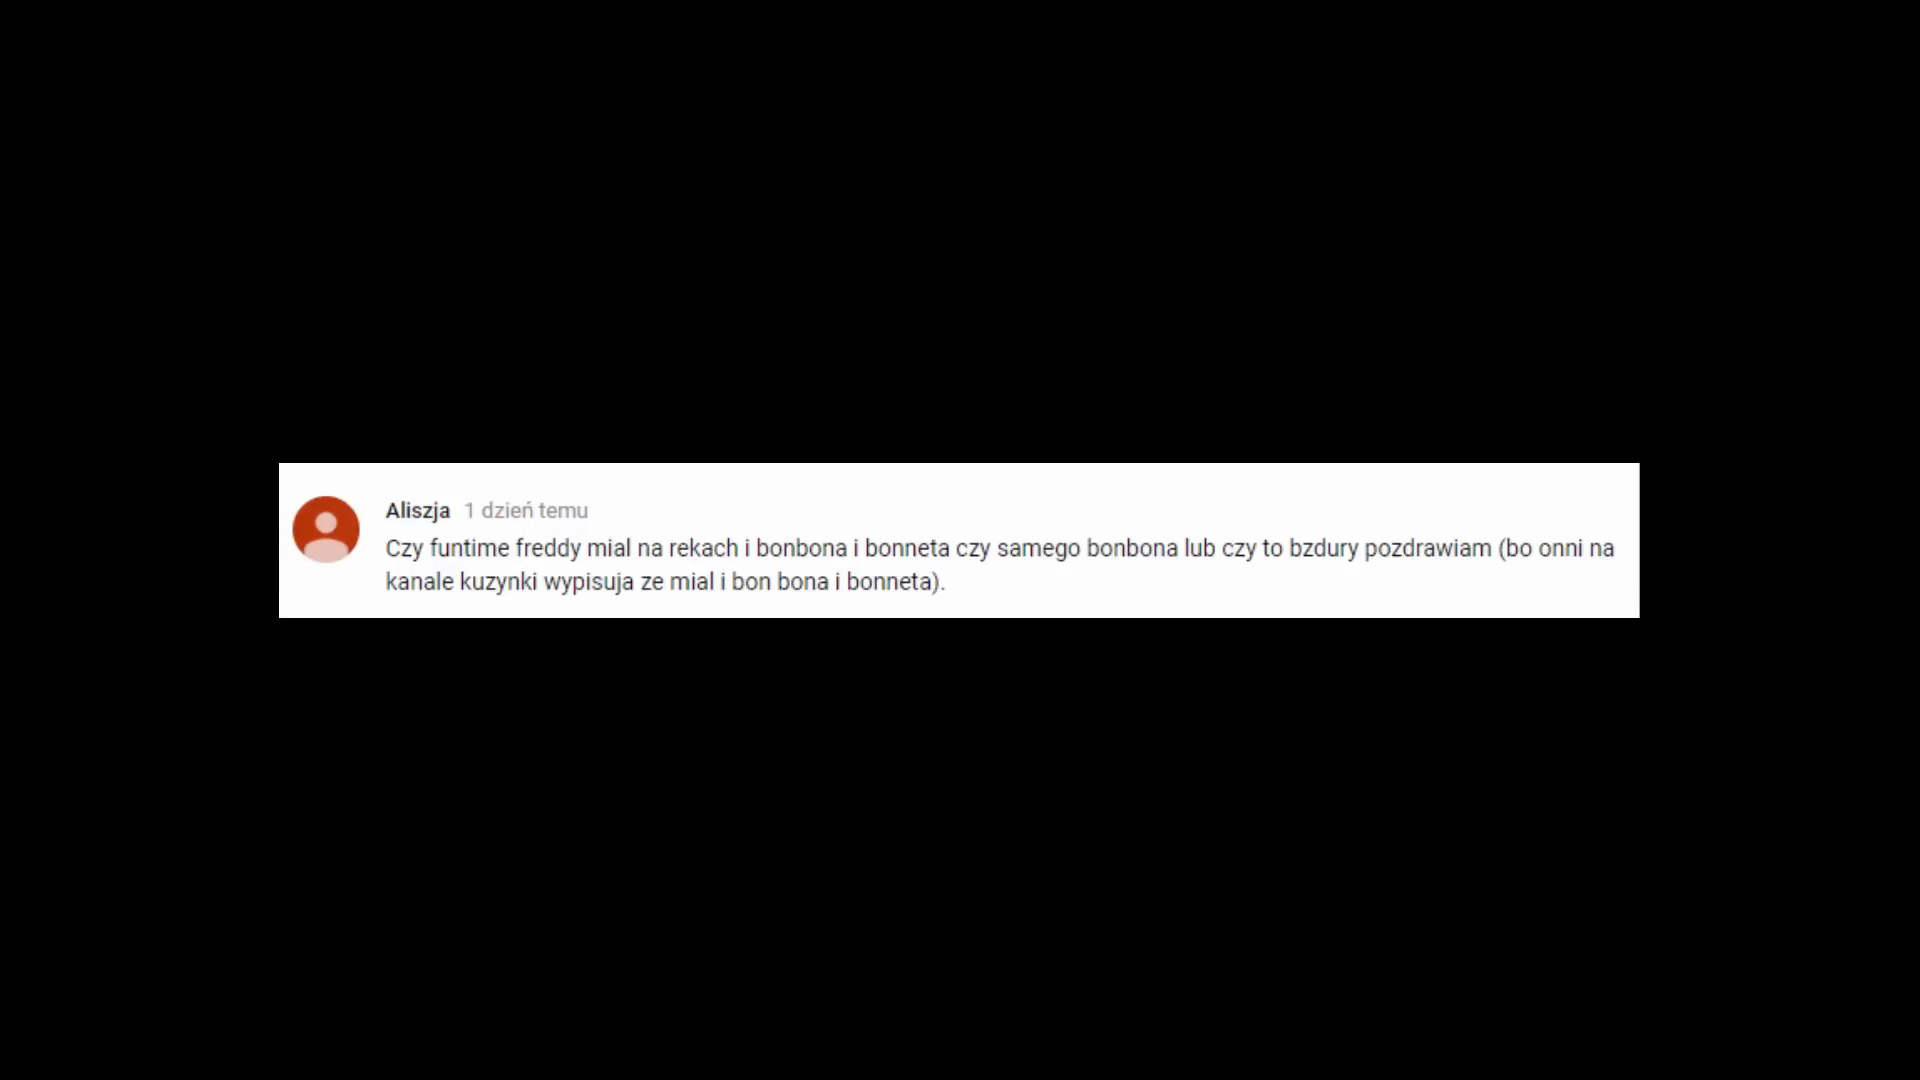 Aliszja 1 dzień temu
Czy funtime freddy mial na rekach i bonbona i bonneta czy samego bonbona lub czy to bzdury pozdrawiam (bo onni na
kanale kuzynki wypisuja ze mial i bon bona i bonneta).